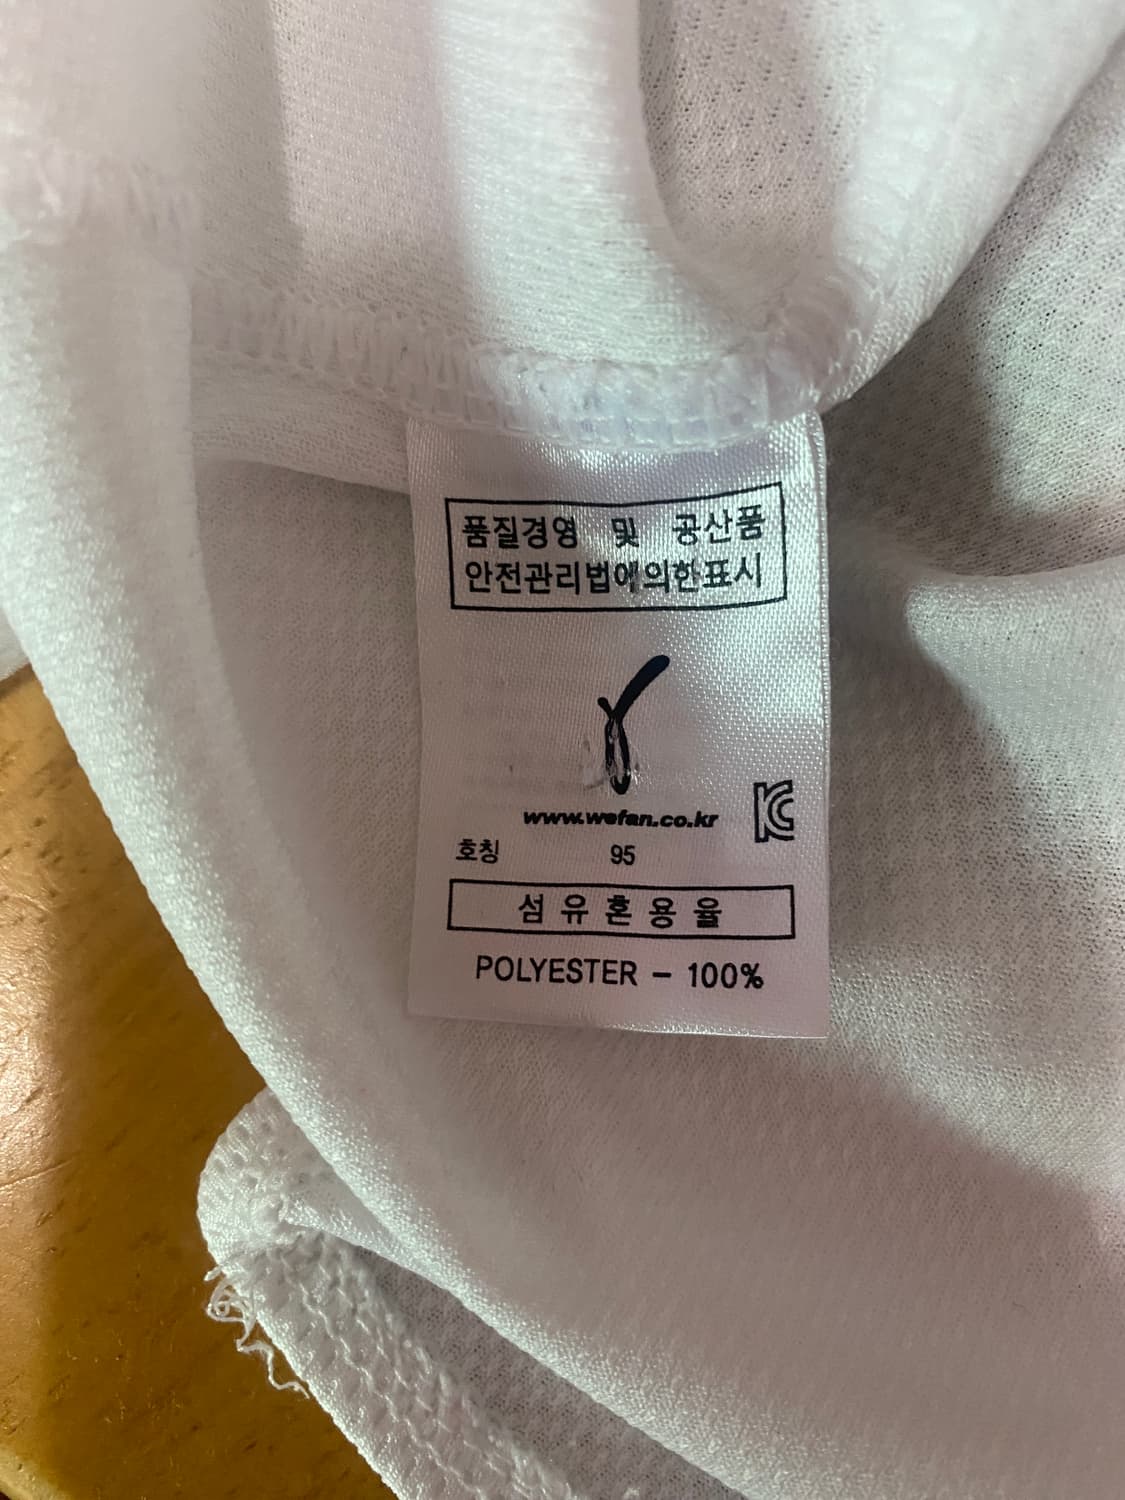 품질경영 및 공산품
안전관리법에의한표시
www.wefan.co.kr
KC
호칭 95
섬유혼용율
POLYESTER - 100%